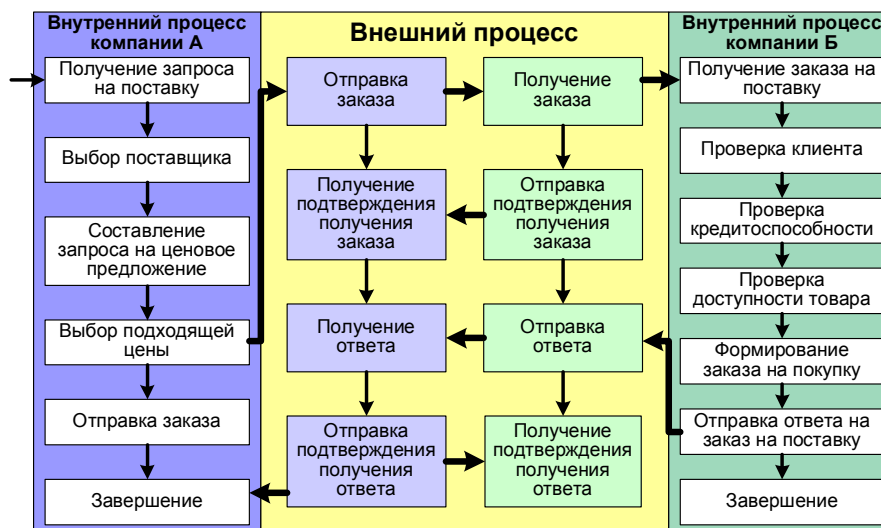 Внутренний процесс
компании А
Получение запроса
на поставку
Выбор поставщика
Составление
запроса на ценовое
предложение
Выбор подходящей
цены
Отправка заказа
Завершение
Внешний процесс
Отправка
заказа
Получение
заказа
Получение
подтверждения
получения
заказа
Отправка
подтверждения
получения
заказа
Получение
ответа
Отправка
ответа
Отправка
подтверждения
получения
ответа
Получение
подтверждения
получения
ответа
Внутренний процесс
компании Б
Получение заказа на
поставку
Проверка клиента
Проверка
кредитоспособности
Проверка
доступности товара
Формирование
заказа на покупку
Отправка ответа на
заказ на поставку
Завершение